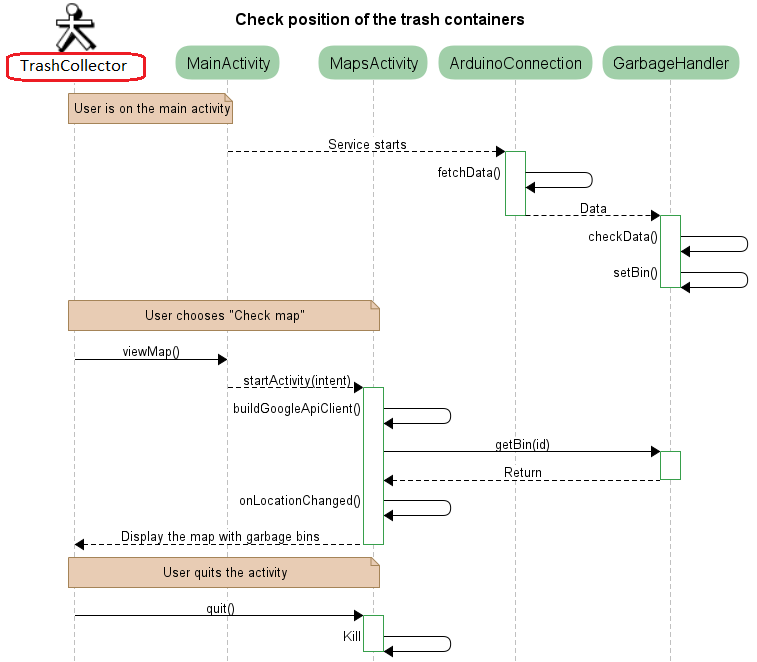 Check position of the trash containers
TrashCollector
MainActivity
MapsActivity
ArduinoConnection
GarbageHandler
User is on the main activity
Service starts
fetchData()
Data
checkData()
setBin()
User chooses "Check map"
viewMap()
startActivity(intent)
buildGoogleApiClient()
getBin(id)
Return
onLocationChanged()
Display the map with garbage bins
User quits the activity
quit()
Kill